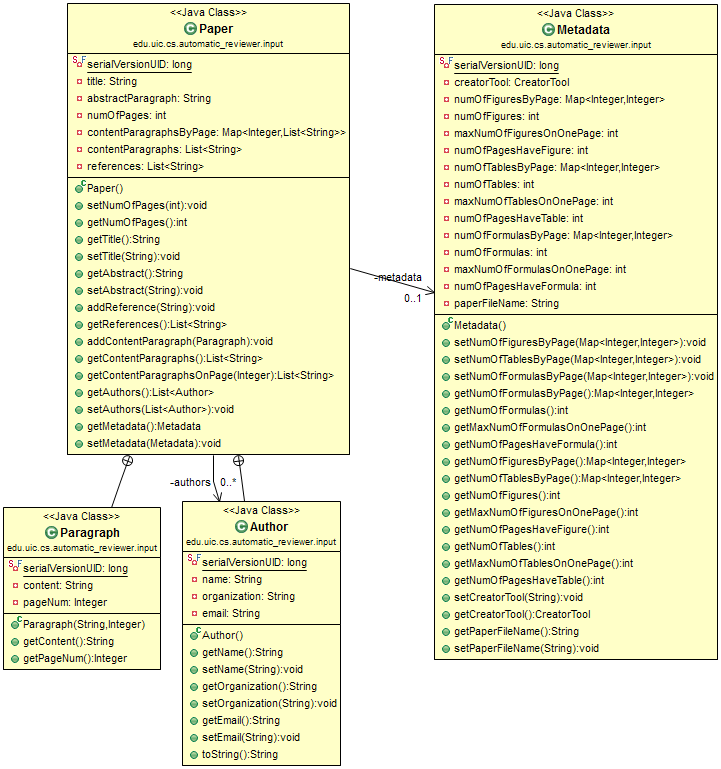 <<Java Class>>
Paper
edu.uic.cs.automatic_reviewer.input
serialVersionUID: long
title: String
abstractParagraph: String
numOfPages: int
contentParagraphsByPage: Map<Integer,List<String>>
contentParagraphs: List<String>
references: List<String>
Paper()
setNumOfPages(int):void
getNumOfPages():int
getTitle():String
setTitle(String):void
getAbstract():String
setAbstract(String):void
addReference(String):void
getReferences():List<String>
addContentParagraph(Paragraph):void
getContentParagraphs():List<String>
getContentParagraphsOnPage(Integer):List<String>
getAuthors():List<Author>
setAuthors(List<Author>):void
getMetadata():Metadata
setMetadata(Metadata):void
-metadata
0..1
<<Java Class>>
Metadata
edu.uic.cs.automatic_reviewer.input
serialVersionUID: long
creatorTool: CreatorTool
numOfFiguresByPage: Map<Integer,Integer>
numOfFigures: int
maxNumOfFiguresOnOnePage: int
numOfPagesHaveFigure: int
numOfTablesByPage: Map<Integer,Integer>
numOfTables: int
maxNumOfTablesOnOnePage: int
numOfPagesHaveTable: int
numOfFormulasByPage: Map<Integer,Integer>
numOfFormulas: int
maxNumOfFormulasOnOnePage: int
numOfPagesHaveFormula: int
paperFileName: String
Metadata()
setNumOfFiguresByPage(Map<Integer,Integer>):void
setNumOfTablesByPage(Map<Integer,Integer>):void
setNumOfFormulasByPage(Map<Integer,Integer>):void
getNumOfFormulasByPage():Map<Integer,Integer>
getNumOfFormulas():int
getMaxNumOfFormulasOnOnePage():int
getNumOfPagesHaveFormula():int
getNumOfFiguresByPage():Map<Integer,Integer>
getNumOfTablesByPage():Map<Integer,Integer>
getNumOfFigures():int
getMaxNumOfFiguresOnOnePage():int
getNumOfPagesHaveFigure():int
getNumOfTables():int
getMaxNumOfTablesOnOnePage():int
getNumOfPagesHaveTable():int
setCreatorTool(String):void
getCreatorTool():CreatorTool
getPaperFileName():String
setPaperFileName(String):void
-authors
0..*
<<Java Class>>
Paragraph
edu.uic.cs.automatic_reviewer.input
serialVersionUID: long
content: String
pageNum: Integer
Paragraph(String,Integer)
getContent():String
getPageNum():Integer
<<Java Class>>
Author
edu.uic.cs.automatic_reviewer.input
serialVersionUID: long
name: String
organization: String
email: String
Author()
getName():String
setName(String):void
getOrganization():String
setOrganization(String):void
getEmail():String
setEmail(String):void
toString():String